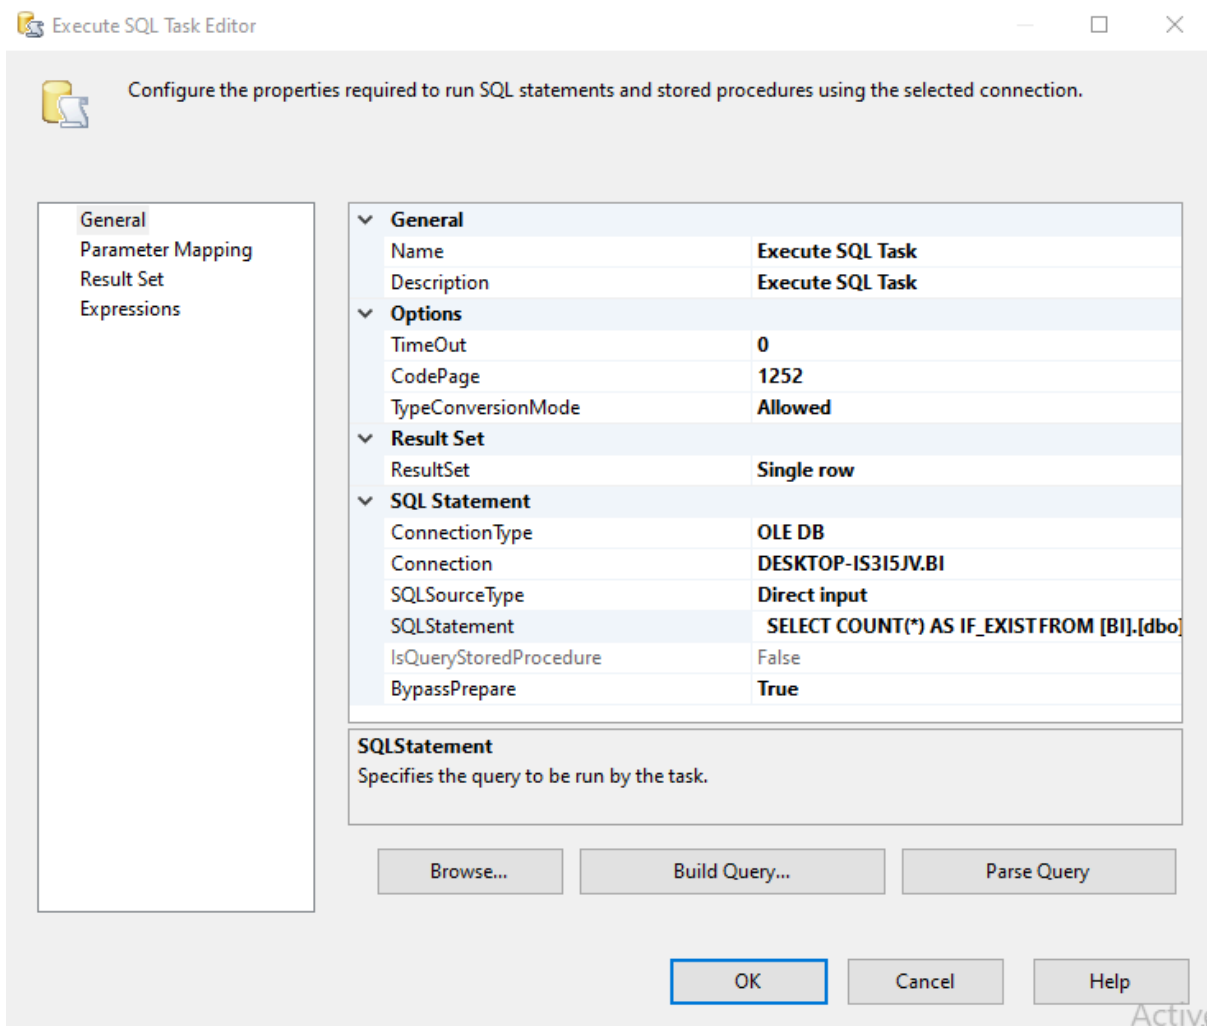 Execute SQL Task Editor
Configure the properties required to run SQL statements and stored procedures using the selected connection.
General
Parameter Mapping
Result Set
Expressions
General
Name Execute SQL Task
Description Execute SQL Task
Options
TimeOut 0
CodePage 1252
TypeConversionMode Allowed
Result Set
ResultSet Single row
SQL Statement
ConnectionType OLE DB
Connection DESKTOP-IS3I5JV.BI
SQLSourceType Direct input
SQLStatement SELECT COUNT(*) AS IF_EXISTFROM [BI].[dbo]
IsQueryStoredProcedure False
BypassPrepare True
SQLStatement
Specifies the query to be run by the task.
Browse... Build Query... Parse Query
OK Cancel Help